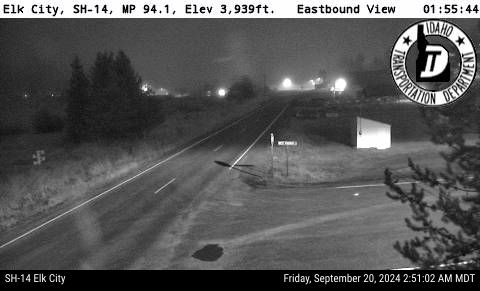 Elk City, SH-14, MP 94.1, Elev 3,939ft. Eastbound View 01:55:44
IDAHO
TRANSPORTATION DEPARTMENT
SH-14 Elk City Friday, September 20, 2024 2:51:02 AM MDT